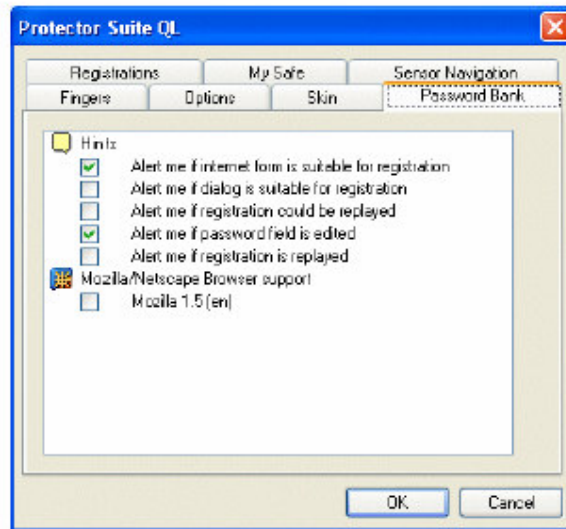 Protector Suite QL
Registrations My Safe Sensor Navigation
Fingers Options Skin Password Bank
Hints
Alert me if internet form is suitable for registration
Alert me if dialog is suitable for registration
Alert me if registration could be replayed
Alert me if password field is edited
Alert me if registration is replayed
Mozilla/Netscape Browser support
Mozilla 1.5 (en)
OK Cancel